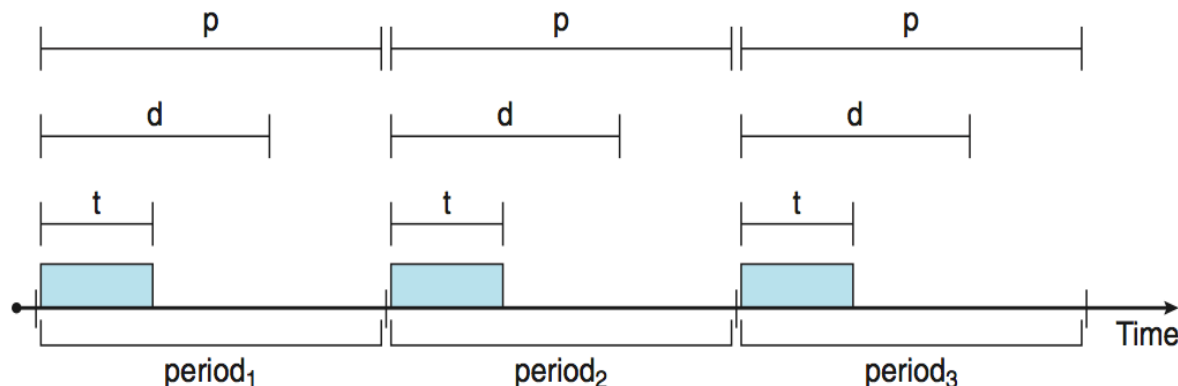 p p p
d d d
t t t
Time
period₁ period₂ period₃